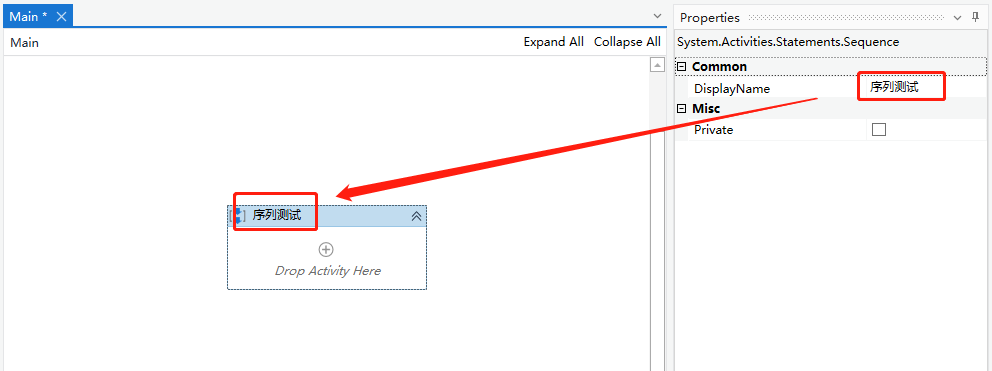 Main *
Main
Expand All Collapse All
序列测试
Drop Activity Here
Properties
System.Activities.Statements.Sequence
Common
DisplayName 序列测试
Misc
Private